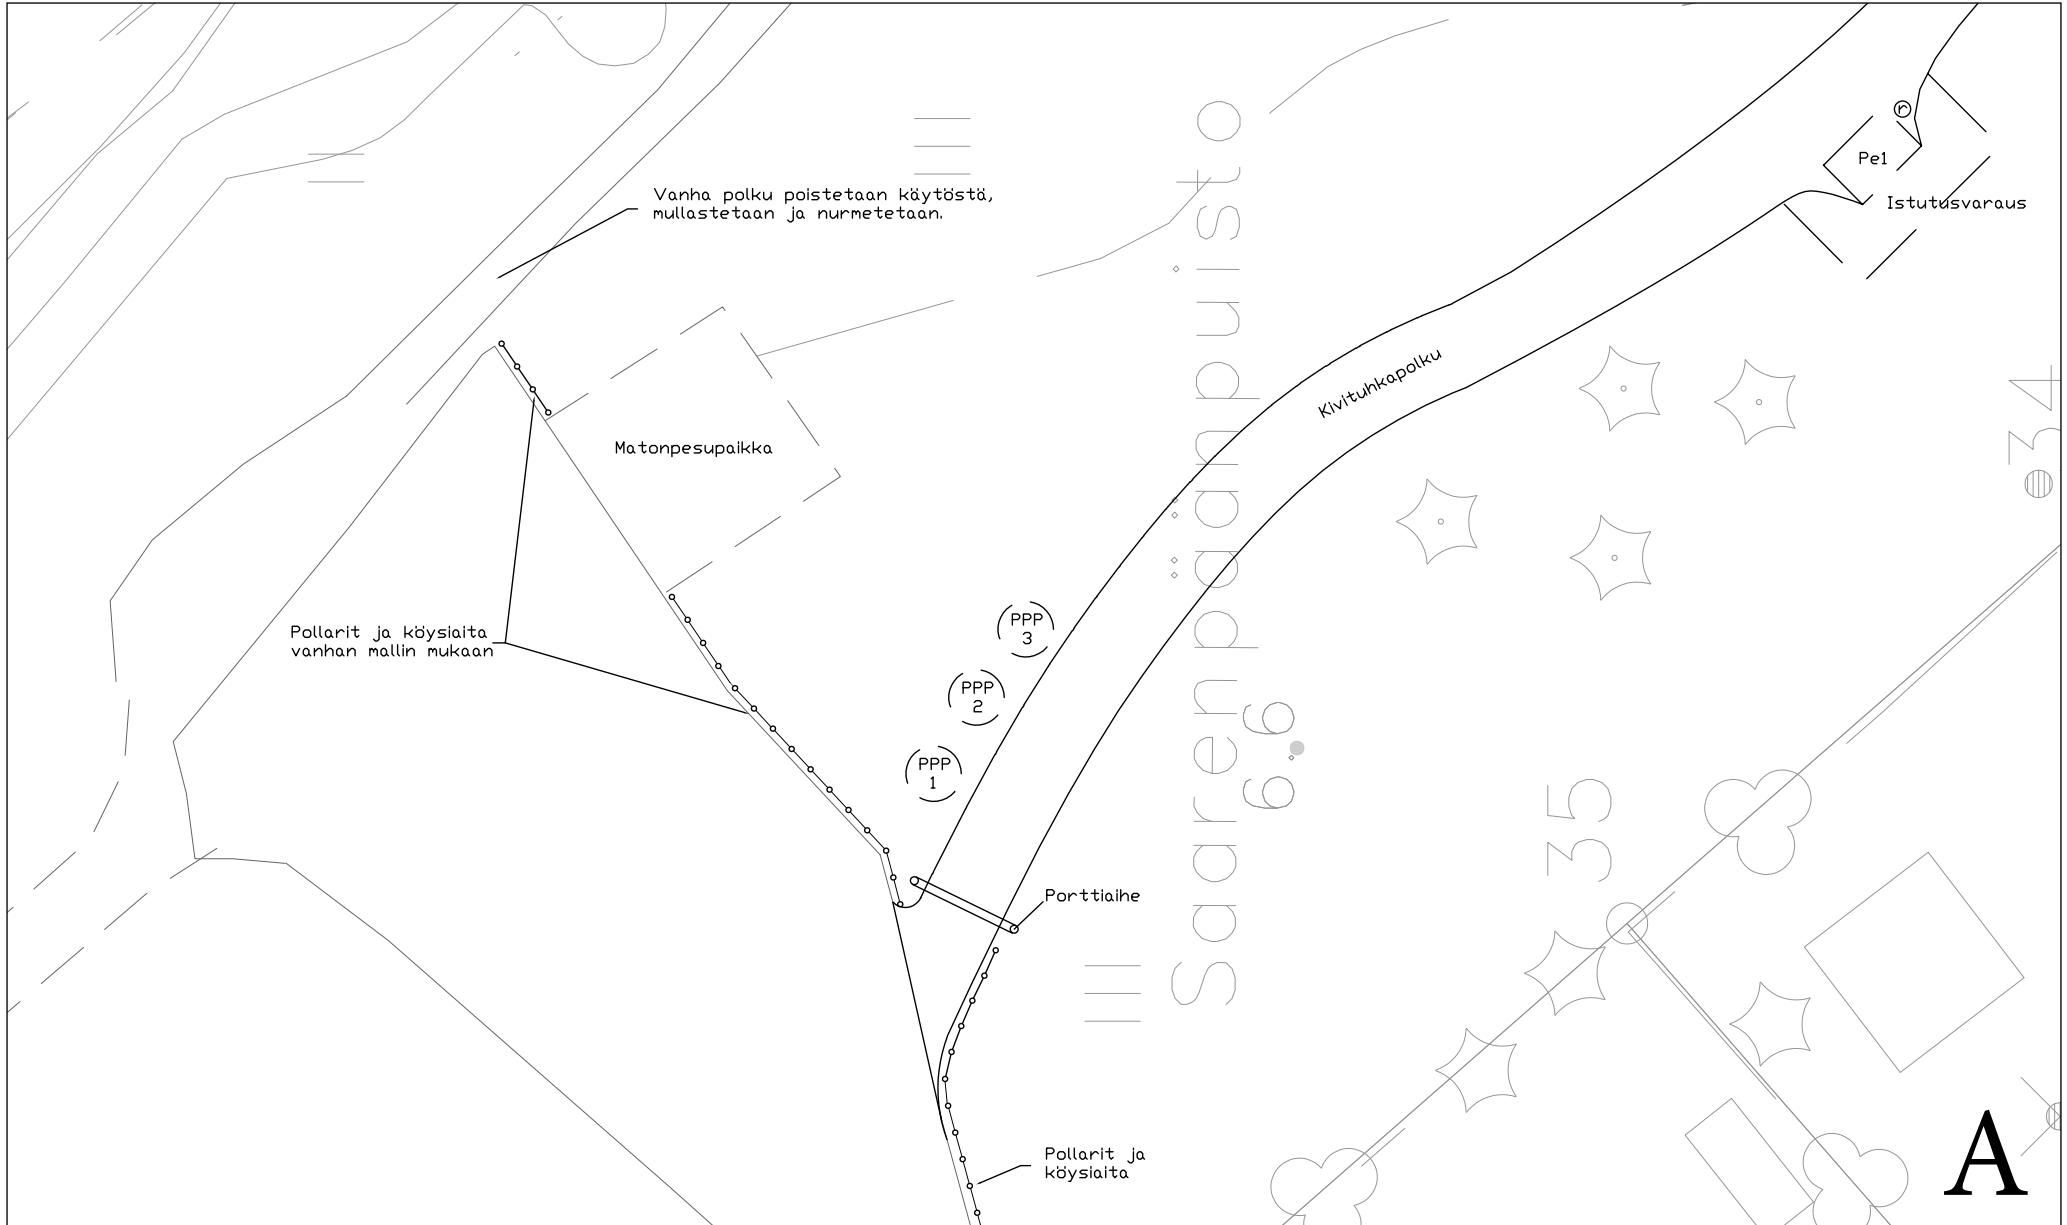 Vanha polku poistetaan käytöstä,
mullastetaan ja nurmetetaan.
r
Pe1
Istutusvaraus
Kivituhkapolku
Matonpesupaikka
Saarenpäänpuisto
34
Pollarit ja köysiaita
vanhan mallin mukaan
PPP
3
PPP
2
PPP
1
6.6
35
Porttiaihe
Pollarit ja
köysiaita
A